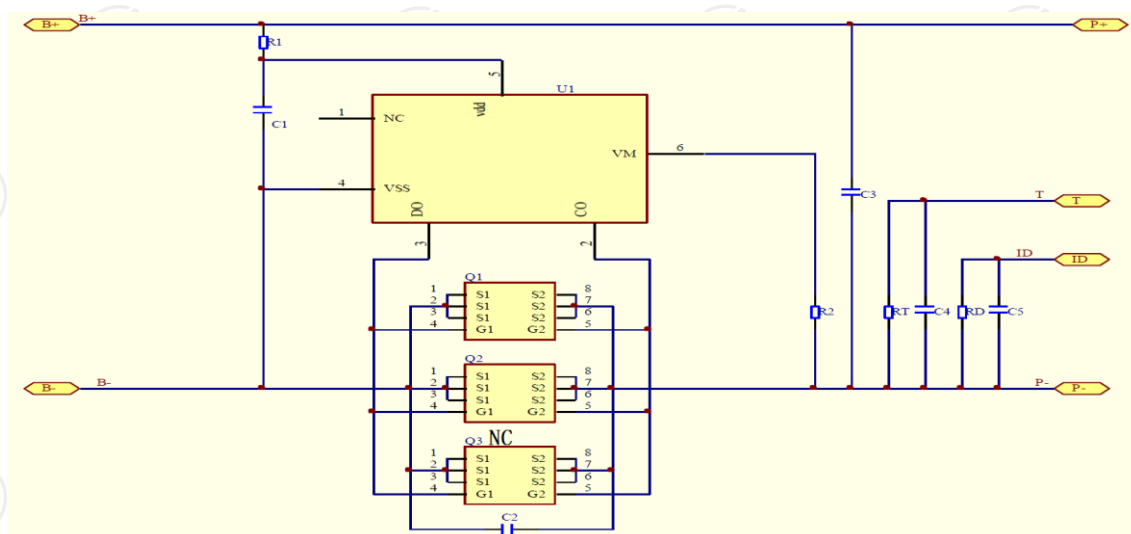 B+ B+ P+
R1
5
U1
vdd
1 NC
C1
VM 6
4 VSS
C3
DO CO
T T
3 2
ID ID
Q1
1 S1 S2 8
2 S1 S2 7
3 S1 S2 6
4 G1 G2 5
R2 RT C4 RD C5
Q2
1 S1 S2 8
B- B- 2 S1 S2 7 P- P-
3 S1 S2 6
4 G1 G2 5
Q3 NC
1 S1 S2 8
2 S1 S2 7
3 S1 S2 6
4 G1 G2 5
C2